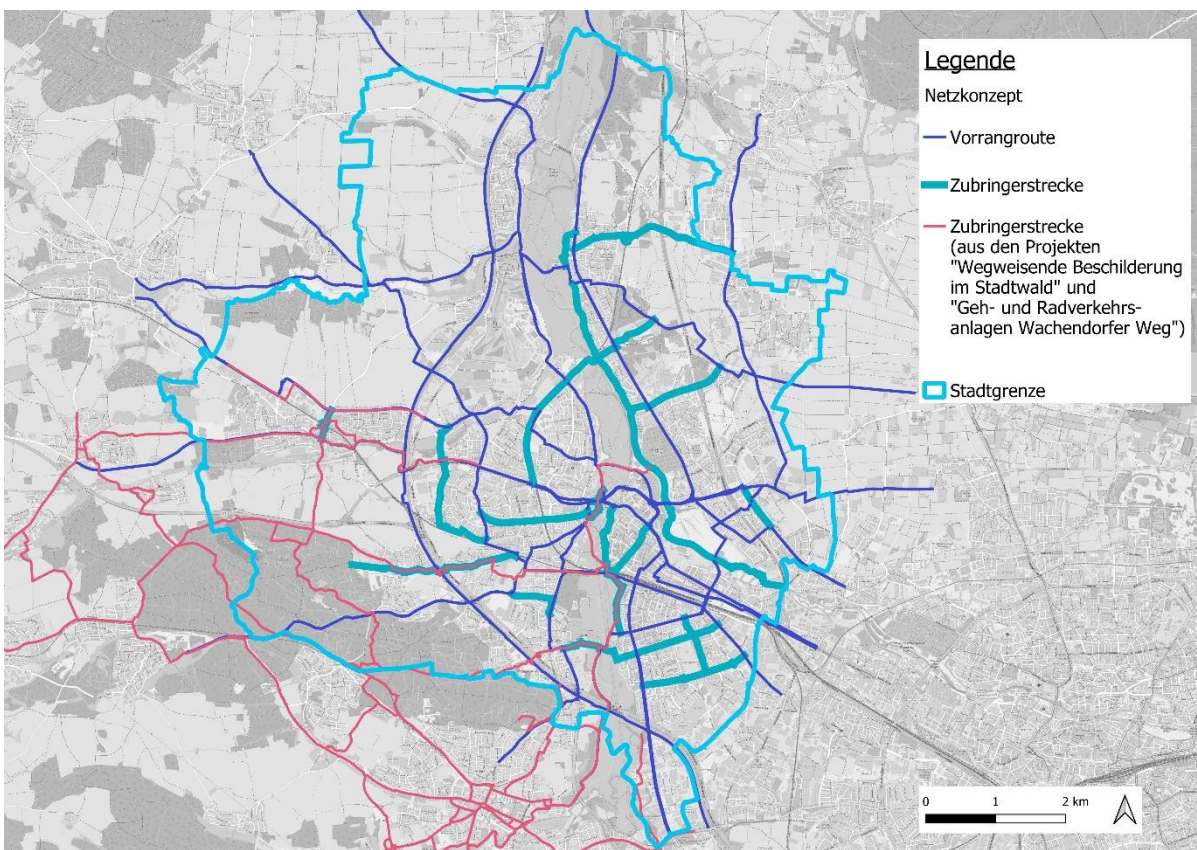 Legende
Netzkonzept
Vorrangroute
Zubringerstrecke
Zubringerstrecke
(aus den Projekten
"Wegweisende Beschilderung
im Stadtwald" und
"Geh- und Radverkehrs-
anlagen Wachendorfer Weg")
Stadtgrenze
0 1 2 km